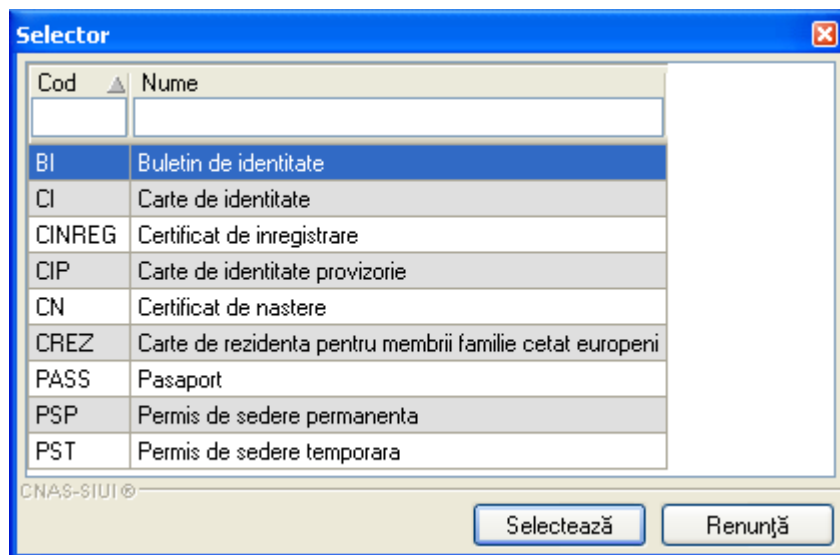 Selector
Cod Nume
BI Buletin de identitate
CI Carte de identitate
CINREG Certificat de inregistrare
CIP Carte de identitate provizorie
CN Certificat de nastere
CREZ Carte de rezidenta pentru membrii familie cetat europeni
PASS Pasaport
PSP Permis de sedere permanenta
PST Permis de sedere temporara
CNAS-SIUI ®
Selectează Renunţă